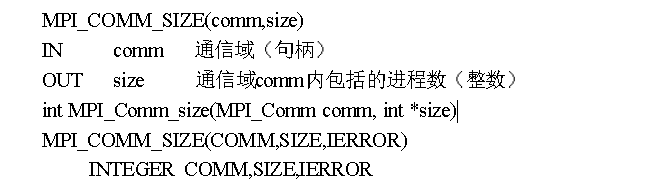 MPI_COMM_SIZE(comm,size)
IN comm 通信域（句柄）
OUT size 通信域comm内包括的进程数（整数）
int MPI_Comm_size(MPI_Comm comm, int *size)
MPI_COMM_SIZE(COMM,SIZE,IERROR)
INTEGER COMM,SIZE,IERROR